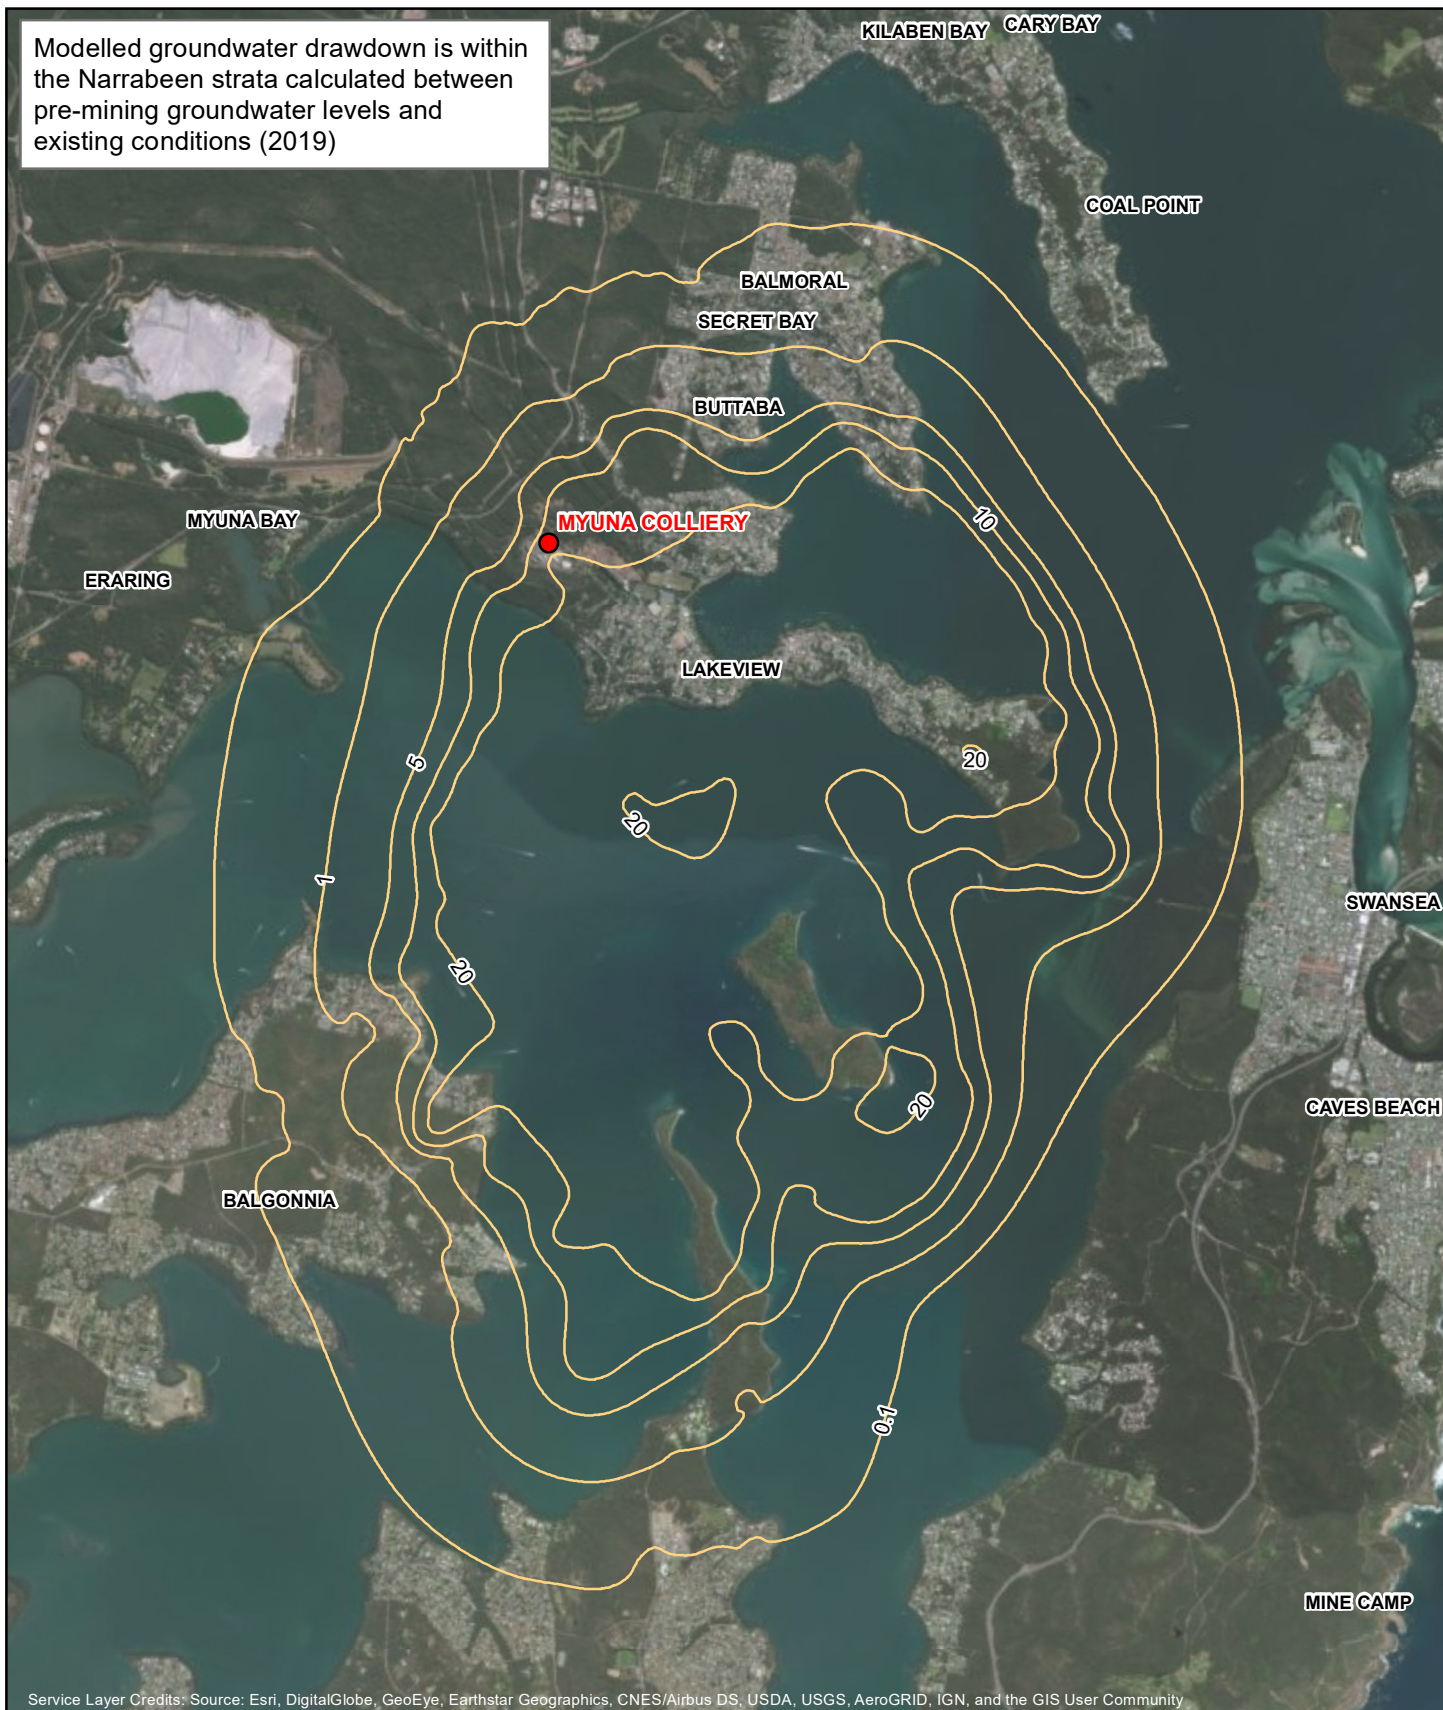 Modelled groundwater drawdown is within
the Narrabeen strata calculated between
pre-mining groundwater levels and
existing conditions (2019)
KILABEN BAY
CARY BAY
COAL POINT
BALMORAL
SECRET BAY
BUTTABA
MYUNA BAY
MYUNA COLLIERY
10
ERARING
LAKEVIEW
5
20
20
1
SWANSEA
20
20
CAVES BEACH
BALGONNIA
0.1
MINE CAMP
Service Layer Credits: Source: Esri, DigitalGlobe, GeoEye, Earthstar Geographics, CNES/Airbus DS, USDA, USGS, AeroGRID, IGN, and the GIS User Community